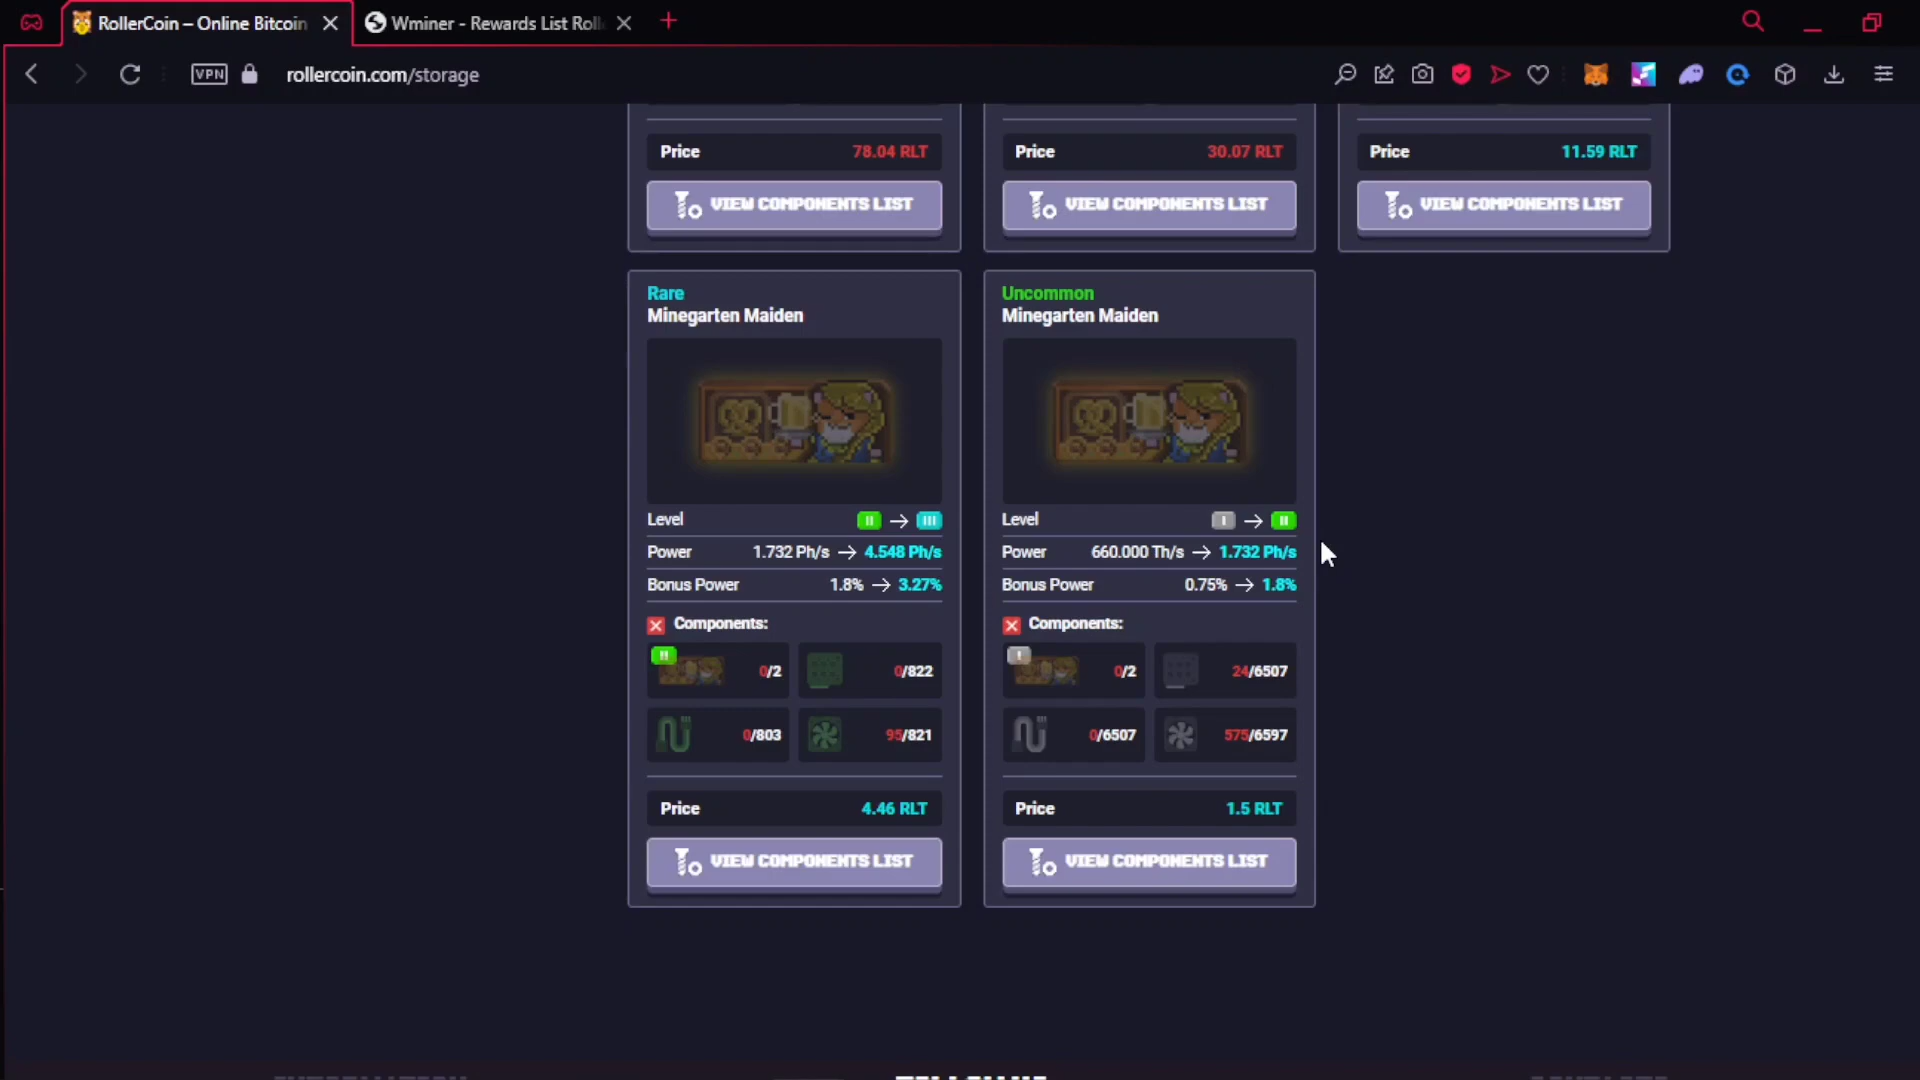 RollerCoin – Online Bitcoin
Wminer - Rewards List Roll
VPN
rollercoin.com/storage
Price 78.04 RLT
Price 30.07 RLT
Price 11.59 RLT
VIEW COMPONENTS LIST
VIEW COMPONENTS LIST
VIEW COMPONENTS LIST
Rare
Minegarten Maiden
Level II → III
Power 1.732 Ph/s → 4.548 Ph/s
Bonus Power 1.8% → 3.27%
Components:
II 0/2 0/822
0/803 95/821
Price 4.46 RLT
VIEW COMPONENTS LIST
Uncommon
Minegarten Maiden
Level I → II
Power 660.000 Th/s → 1.732 Ph/s
Bonus Power 0.75% → 1.8%
Components:
I 0/2 24/6507
0/6507 575/6597
Price 1.5 RLT
VIEW COMPONENTS LIST